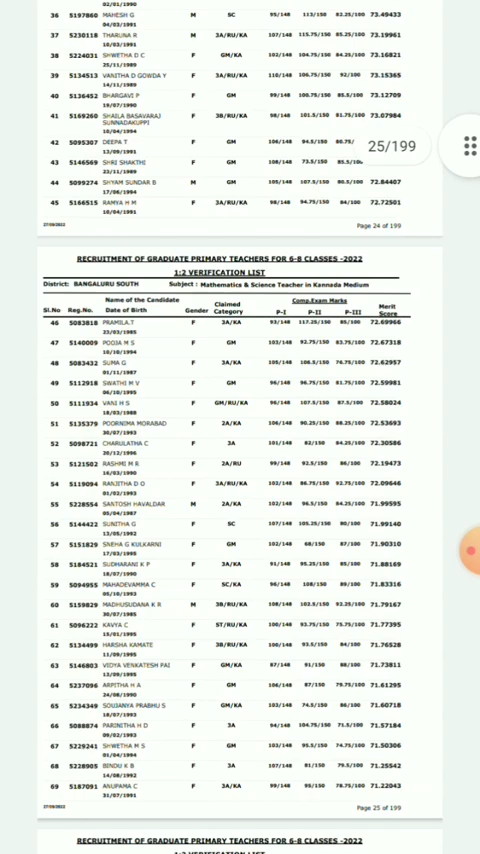 02/01/1990
36 5197860 MAHESH G M SC 95/148 113/150 82.25/100 73.49433
04/03/1991
37 5230118 THARUNA R M 3A/RU/KA 107/148 115.75/150 65.25/100 73.19961
10/03/1991
38 5224031 SHWETHA D C F GM/KA 102/148 104.75/150 84.25/100 73.16821
25/11/1989
39 5134513 VANITHA D GOWDA Y F 3A/RU/KA 110/148 106.75/150 92/100 73.15365
14/11/1989
40 5136452 BHARGAVI P F GM 99/148 100.75/150 95.5/100 73.12709
19/07/1990
41 5169260 SHAILA BASAVARAJ F 3B/RU/KA 98/148 101.5/150 81.75/100 73.07984
SUNNADAKUPPI
10/04/1994
42 5095307 DEEPA T F GM 106/148 94.5/150 80.75/
13/09/1991
25/199
43 5146569 SHRI SHAKTHI F GM 108/148 73.5/150 85.5/100
22/11/1989
44 5099274 SHYAM SUNDAR B M GM 105/148 107.5/150 80.5/100 72.84407
17/06/1994
45 5166515 RAMYA H M F 3A/RU/KA 98/148 94.75/150 84/100 72.72501
10/04/1991
27/09/2022 Page 24 of 199
RECRUITMENT OF GRADUATE PRIMARY TEACHERS FOR 6-8 CLASSES -2022
1:2 VERIFICATION LIST
District: BANGALURU SOUTH Subject : Mathematics & Science Teacher in Kannada Medium
Sl.No Reg.No. Name of the Candidate Date of Birth Gender Claimed Category Comp.Exam Marks P-I P-II P-III Merit Score
46 5083818 PRAMILA.T F 3A/KA 93/148 117.25/150 85/100 72.69966
23/03/1985
47 5140009 POOJA M S F GM 103/148 92.75/150 83.75/100 72.67318
10/10/1994
48 5083432 SUMA G F 3A/KA 105/148 106.5/150 76.75/100 72.62957
01/11/1987
49 5112918 SWATHI M V F GM 96/148 96.75/150 81.75/100 72.59981
06/10/1995
50 5111934 VANI H S F GM/RU/KA 96/148 107.5/150 87.5/100 72.58024
18/03/1988
51 5135379 POORNIMA MORABAD F 2A/KA 106/148 90.25/150 88.25/100 72.53693
30/07/1993
52 5098721 CHARULATHA C F 3A 101/148 82/150 84.25/100 72.30586
20/12/1996
53 5121502 RASHMI M R F 2A/RU 99/148 92.5/150 86/100 72.19473
16/03/1990
54 5119094 RANJITHA D O F 3A/RU/KA 102/148 86.75/150 92.75/100 72.09646
01/02/1993
55 5228554 SANTOSH HAVALDAR M 2A/KA 102/148 96.5/150 84.25/100 71.99595
05/04/1987
56 5144422 SUNITHA G F SC 107/148 105.25/150 80/100 71.99140
13/05/1992
57 5151829 SNEHA G KULKARNI F GM 102/148 68/150 87/100 71.90310
17/03/1995
58 5184521 SUDHARANI K P F 3A/KA 91/148 95.25/150 85/100 71.88169
18/07/1990
59 5094955 MAHADEVAMMA C F SC/KA 96/148 108/150 89/100 71.83316
05/10/1993
60 5159829 MADHUSUDANA K R M 3B/RU/KA 108/148 102.5/150 93.25/100 71.79167
30/07/1985
61 5096222 KAVYA C F ST/RU/KA 100/148 93.75/150 75.75/100 71.77395
15/01/1995
62 5134499 HARSHA KAMATE F 3B/RU/KA 100/148 93.5/150 84/100 71.76528
11/09/1995
63 5146803 VIDYA VENKATESH PAI F GM/KA 87/148 91/150 88/100 71.73811
13/09/1995
64 5237096 ARPITHA H A F GM 106/148 87/150 79.75/100 71.61295
24/08/1990
65 5234349 SOUJANYA PRABHU S F GM/KA 103/148 74.5/150 86/100 71.60718
18/07/1993
66 5088874 PARINITHA H D F 3A 94/148 104.75/150 71.5/100 71.57184
09/02/1993
67 5229241 SHWETHA M S F GM 103/148 95.5/150 74.75/100 71.50306
01/04/1994
68 5228905 BINDU K B F 3A 107/148 81/150 79.5/100 71.25542
14/08/1992
69 5187091 ANUPAMA C F 3A/KA 99/148 95/150 78.75/100 71.22043
31/07/1991
27/09/2022 Page 25 of 199
RECRUITMENT OF GRADUATE PRIMARY TEACHERS FOR 6-8 CLASSES -2022